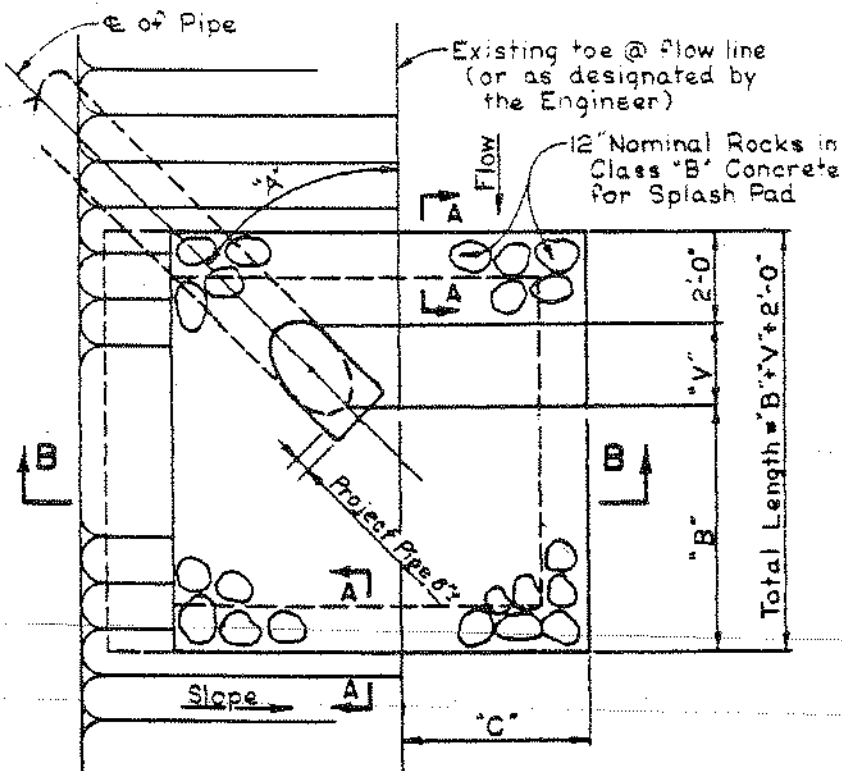 ℄ of Pipe
Existing toe @ flow line
(or as designated by
the Engineer)
12" Nominal Rocks in
Class "B" Concrete
for Splash Pad
Flow
"A"
A
A
2'-0"
"V"
B
B
"B"
Total Length = "B"+"V"+2'-0"
Project Pipe 8"±
A
A
Slope
"C"